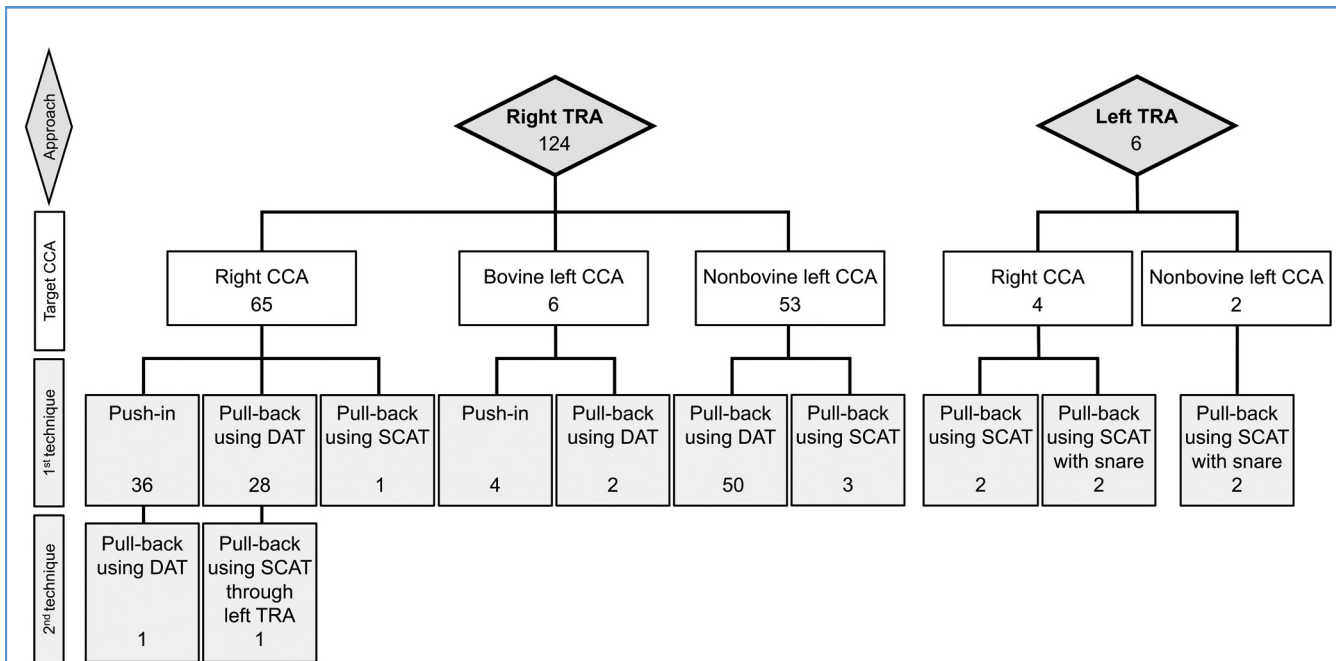 Approach
Right TRA
124
Left TRA
6
Target CCA
Right CCA
65
Bovine left CCA
6
Nonbovine left CCA
53
Right CCA
4
Nonbovine left CCA
2
1st technique
Push-in
36
Pull-back
using DAT
28
Pull-back
using SCAT
1
Push-in
4
Pull-back
using DAT
2
Pull-back
using DAT
50
Pull-back
using SCAT
3
Pull-back
using SCAT
2
Pull-back
using SCAT
with snare
2
Pull-back
using SCAT
with snare
2
2nd technique
Pull-back
using DAT
1
Pull-back
using SCAT
through
left TRA
1